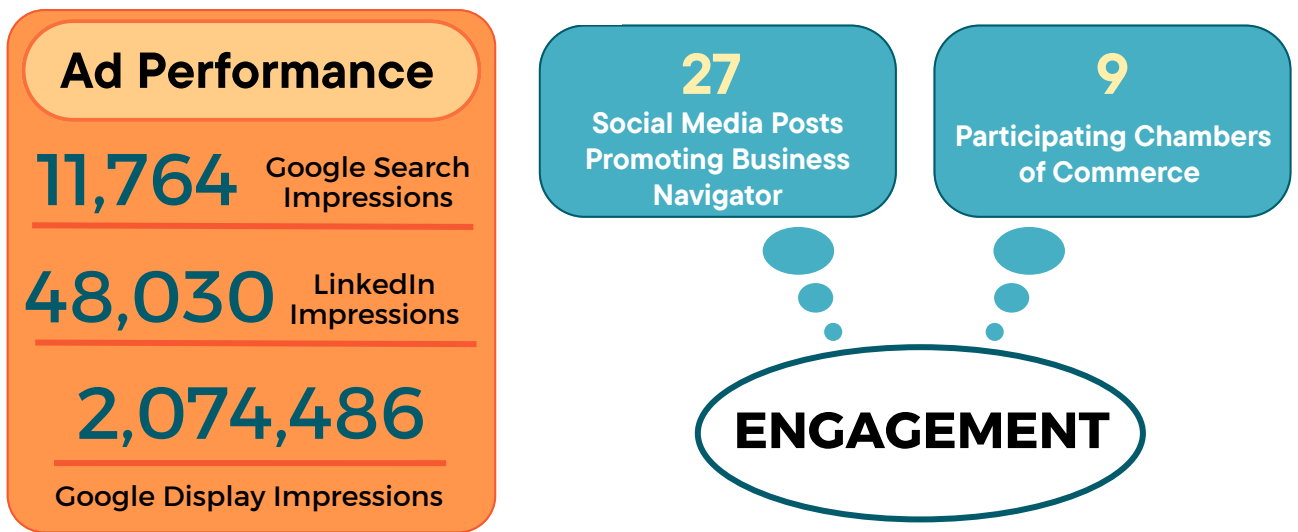 Ad Performance
11,764
Google Search
Impressions
48,030
LinkedIn
Impressions
2,074,486
Google Display Impressions
27
Social Media Posts
Promoting Business
Navigator
9
Participating Chambers
of Commerce
ENGAGEMENT